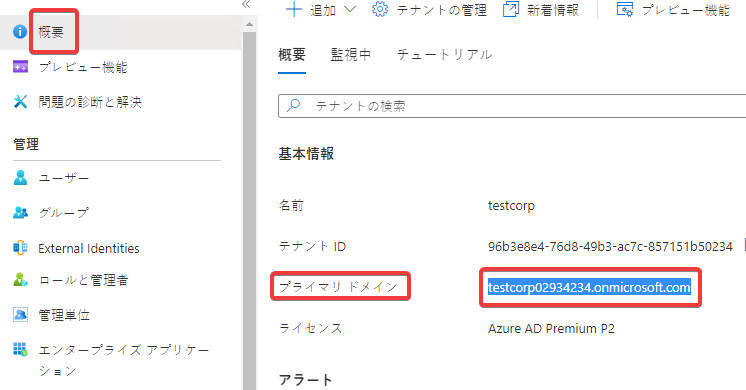 «
概要
プレビュー機能
問題の診断と解決
管理
ユーザー
グループ
External Identities
ロールと管理者
管理単位
エンタープライズ アプリケー
ション
追加
テナントの管理
新着情報
プレビュー機能
概要
監視中
チュートリアル
テナントの検索
基本情報
名前 testcorp
テナント ID 96b3e8e4-76d8-49b3-ac7c-857151b50234
プライマリ ドメイン testcorp02934234.onmicrosoft.com
ライセンス Azure AD Premium P2
アラート